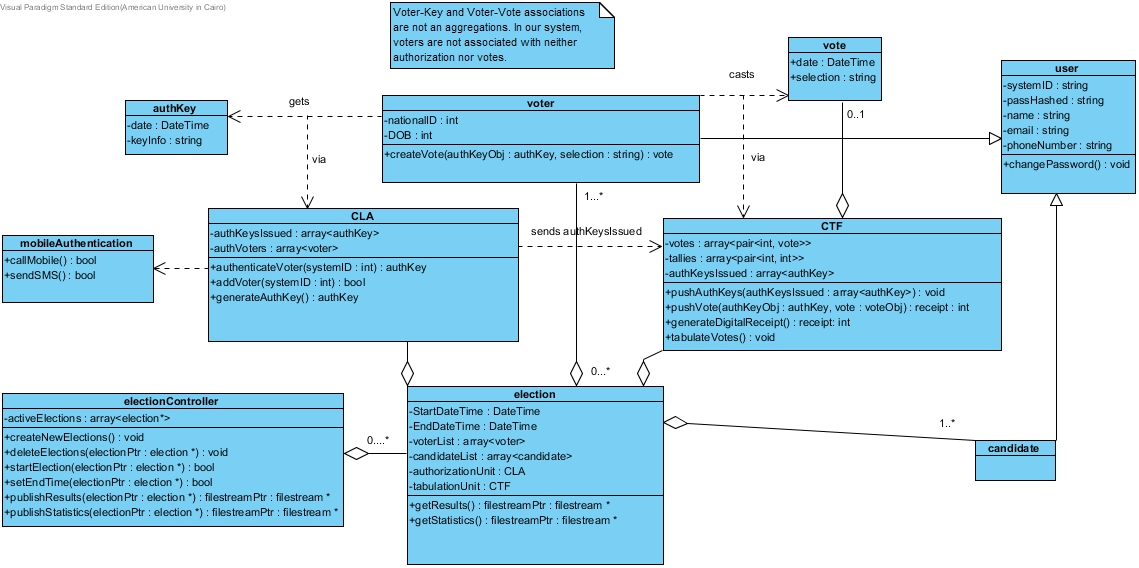 Visual Paradigm Standard Edition(American University in Cairo)
Voter-Key and Voter-Vote associations
are not an aggregations. In our system,
voters are not associated with neither
authorization nor votes.
vote
+date : DateTime
+selection : string
user
-systemID : string
-passHashed : string
-name : string
-email : string
-phoneNumber : string
+changePassword() : void
casts
gets
authKey
-date : DateTime
-keyInfo : string
voter
-nationalID : int
-DOB : int
+createVote(authKeyObj : authKey, selection : string) : vote
0..1
via
via
1...*
CLA
-authKeysIssued : array<authKey>
-authVoters : array<voter>
+authenticateVoter(systemID : int) : authKey
+addVoter(systemID : int) : bool
+generateAuthKey() : authKey
sends authKeysIssued
CTF
-votes : array<pair<int, vote>>
-tallies : array<pair<int, int>>
-authKeysIssued : array<authKey>
+pushAuthKeys(authKeysIssued : array<authKey>) : void
+pushVote(authKeyObj : authKey, vote : voteObj) : receipt : int
+generateDigitalReceipt() : receipt: int
+tabulateVotes() : void
mobileAuthentication
+callMobile() : bool
+sendSMS() : bool
0...*
electionController
-activeElections : array<election*>
+createNewElections() : void
+deleteElections(electionPtr : election *) : void
+startElection(electionPtr : election *) : bool
+setEndTime(electionPtr : election *) : bool
+publishResults(electionPtr : election *) : filestreamPtr : filestream *
+publishStatistics(electionPtr : election *) : filestreamPtr : filestream *
0....*
election
-StartDateTime : DateTime
-EndDateTime : DateTime
-voterList : array<voter>
-candidateList : array<candidate>
-authorizationUnit : CLA
-tabulationUnit : CTF
+getResults() : filestreamPtr : filestream *
+getStatistics() : filestreamPtr : filestream *
1..*
candidate